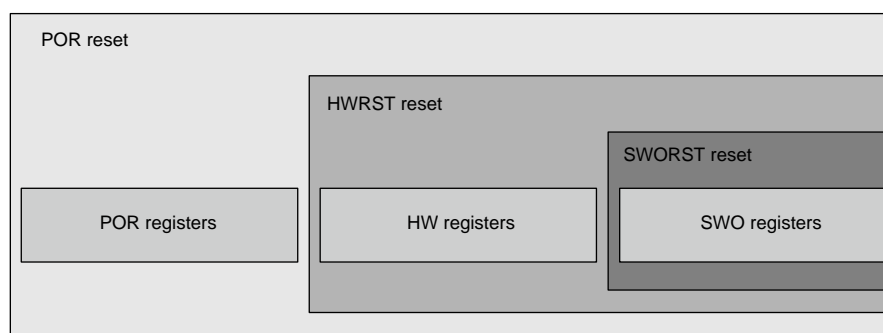 POR reset
HWRST reset
SWORST reset
POR registers
HW registers
SWO registers